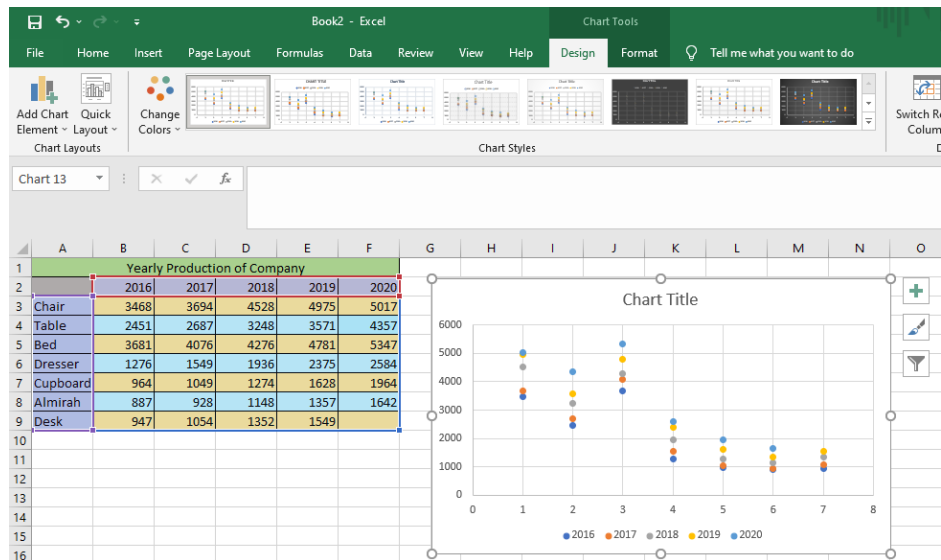 Book2 - Excel
Chart Tools
File Home Insert Page Layout Formulas Data Review View Help Design Format Tell me what you want to do
Add Chart Element
Quick Layout
Change Colors
Switch
Colum
Chart Layouts
Chart Styles
Chart 13
fx
A B C D E F G H I J K L M N O
1 Yearly Production of Company
2 2016 2017 2018 2019 2020
3 Chair 3468 3694 4528 4975 5017
4 Table 2451 2687 3248 3571 4357
5 Bed 3681 4076 4276 4781 5347
6 Dresser 1276 1549 1936 2375 2584
7 Cupboard 964 1049 1274 1628 1964
8 Almirah 887 928 1148 1357 1642
9 Desk 947 1054 1352 1549
10
11
12
13
14
15
16
Chart Title
6000
5000
4000
3000
2000
1000
0
0 1 2 3 4 5 6 7 8
2016 2017 2018 2019 2020